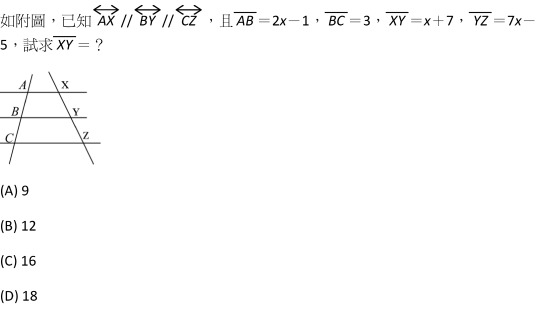 如附圖，已知 AX // BY // CZ ，且 AB＝2x－1， BC＝3， XY＝x＋7， YZ＝7x－
5，試求 XY＝？
A X
B Y
C Z
(A) 9
(B) 12
(C) 16
(D) 18